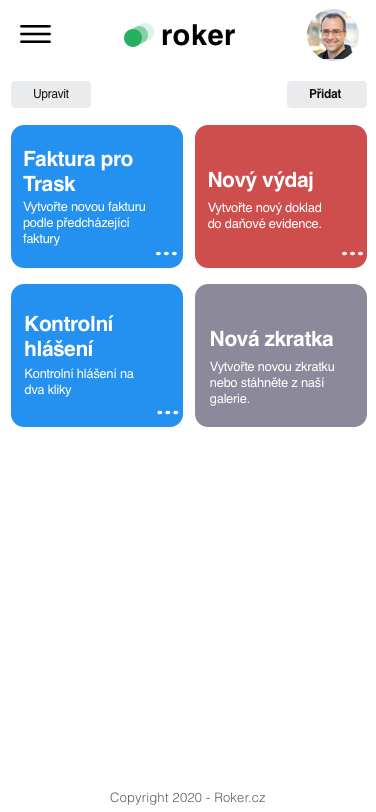 roker
Upravit
Přidat
Faktura pro
Trask
Vytvořte novou fakturu
podle předcházející
faktury
Nový výdaj
Vytvořte nový doklad
do daňové evidence.
Kontrolní
hlášení
Kontrolní hlášení na
dva kliky
Nová zkratka
Vytvořte novou zkratku
nebo stáhněte z naší
galerie.
Copyright 2020 - Roker.cz